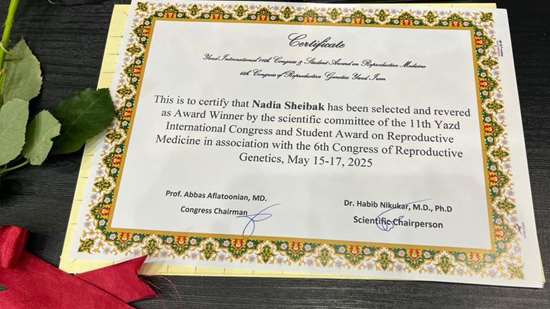 Certificate
Yazd International 11th Congress & Student Award on Reproductive Medicine
6th Congress of Reproduction Genetics Yazd Iran
This is to certify that Nadia Sheibak has been selected and revered
as Award Winner by the scientific committee of the 11th Yazd
International Congress and Student Award on Reproductive
Medicine in association with the 6th Congress of Reproductive
Genetics, May 15-17, 2025
Prof. Abbas Aflatoonian, MD.
Congress Chairman
Dr. Habib Nikukar, M.D., Ph.D
Scientific Chairperson